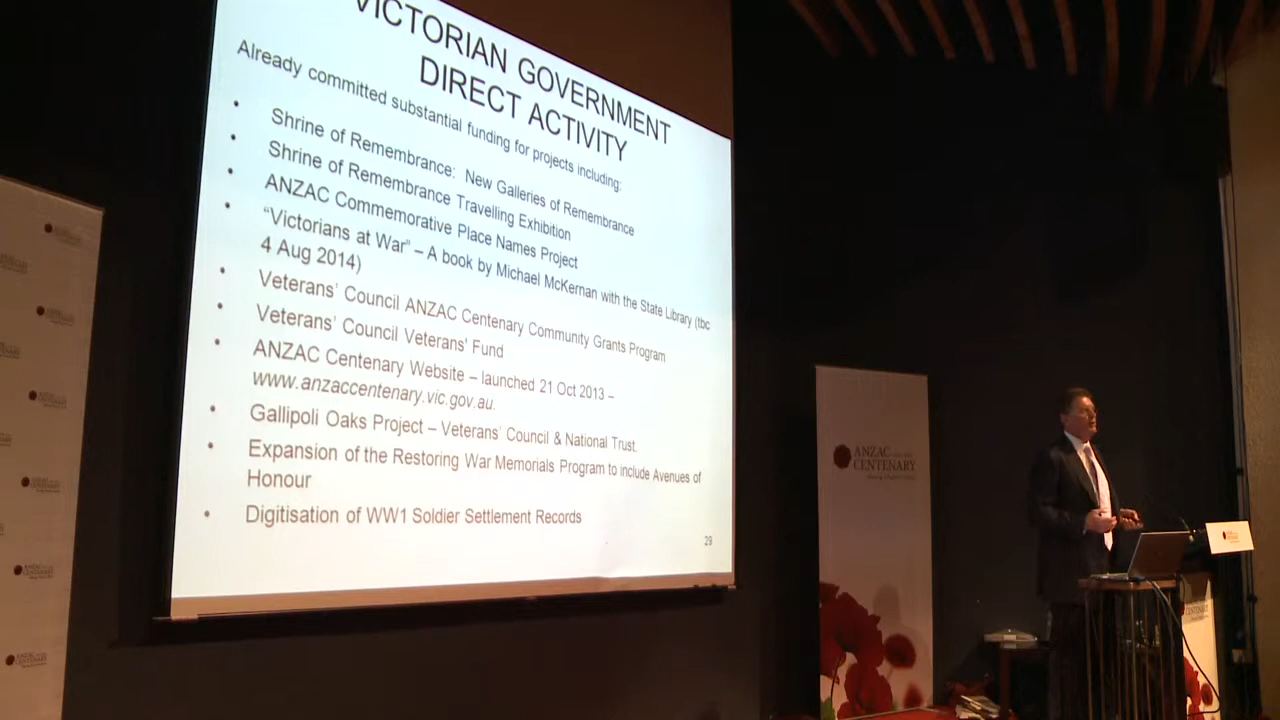 VICTORIAN GOVERNMENT
DIRECT ACTIVITY
Already committed substantial funding for projects including:
• Shrine of Remembrance: New Galleries of Remembrance
• Shrine of Remembrance Travelling Exhibition
• ANZAC Commemorative Place Names Project
• “Victorians at War” – A book by Michael McKernan with the State Library (tbc
4 Aug 2014)
• Veterans’ Council ANZAC Centenary Community Grants Program
• Veterans’ Council Veterans' Fund
• ANZAC Centenary Website – launched 21 Oct 2013 –
www.anzaccentenary.vic.gov.au.
• Gallipoli Oaks Project – Veterans’ Council & National Trust.
• Expansion of the Restoring War Memorials Program to include Avenues of
Honour
• Digitisation of WW1 Soldier Settlement Records
29
ANZAC
CENTENARY